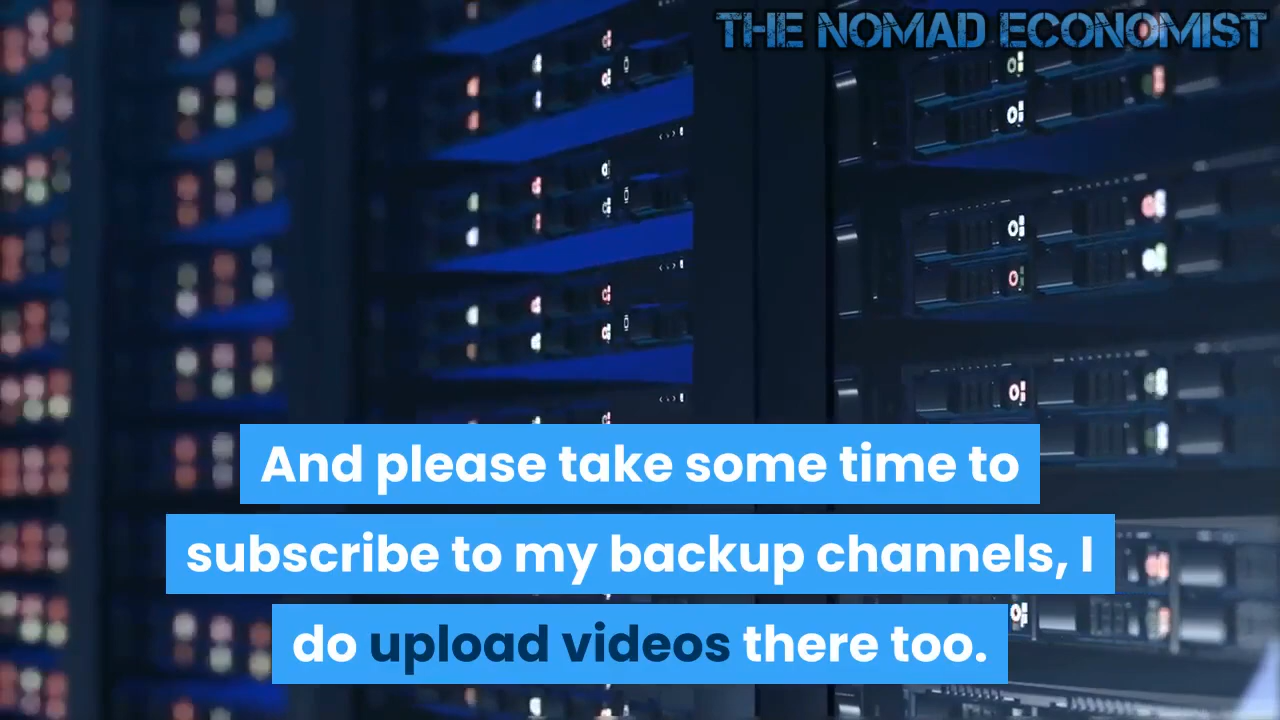 THE NOMAD ECONOMIST
And please take some time to
subscribe to my backup channels, I
do upload videos there too.